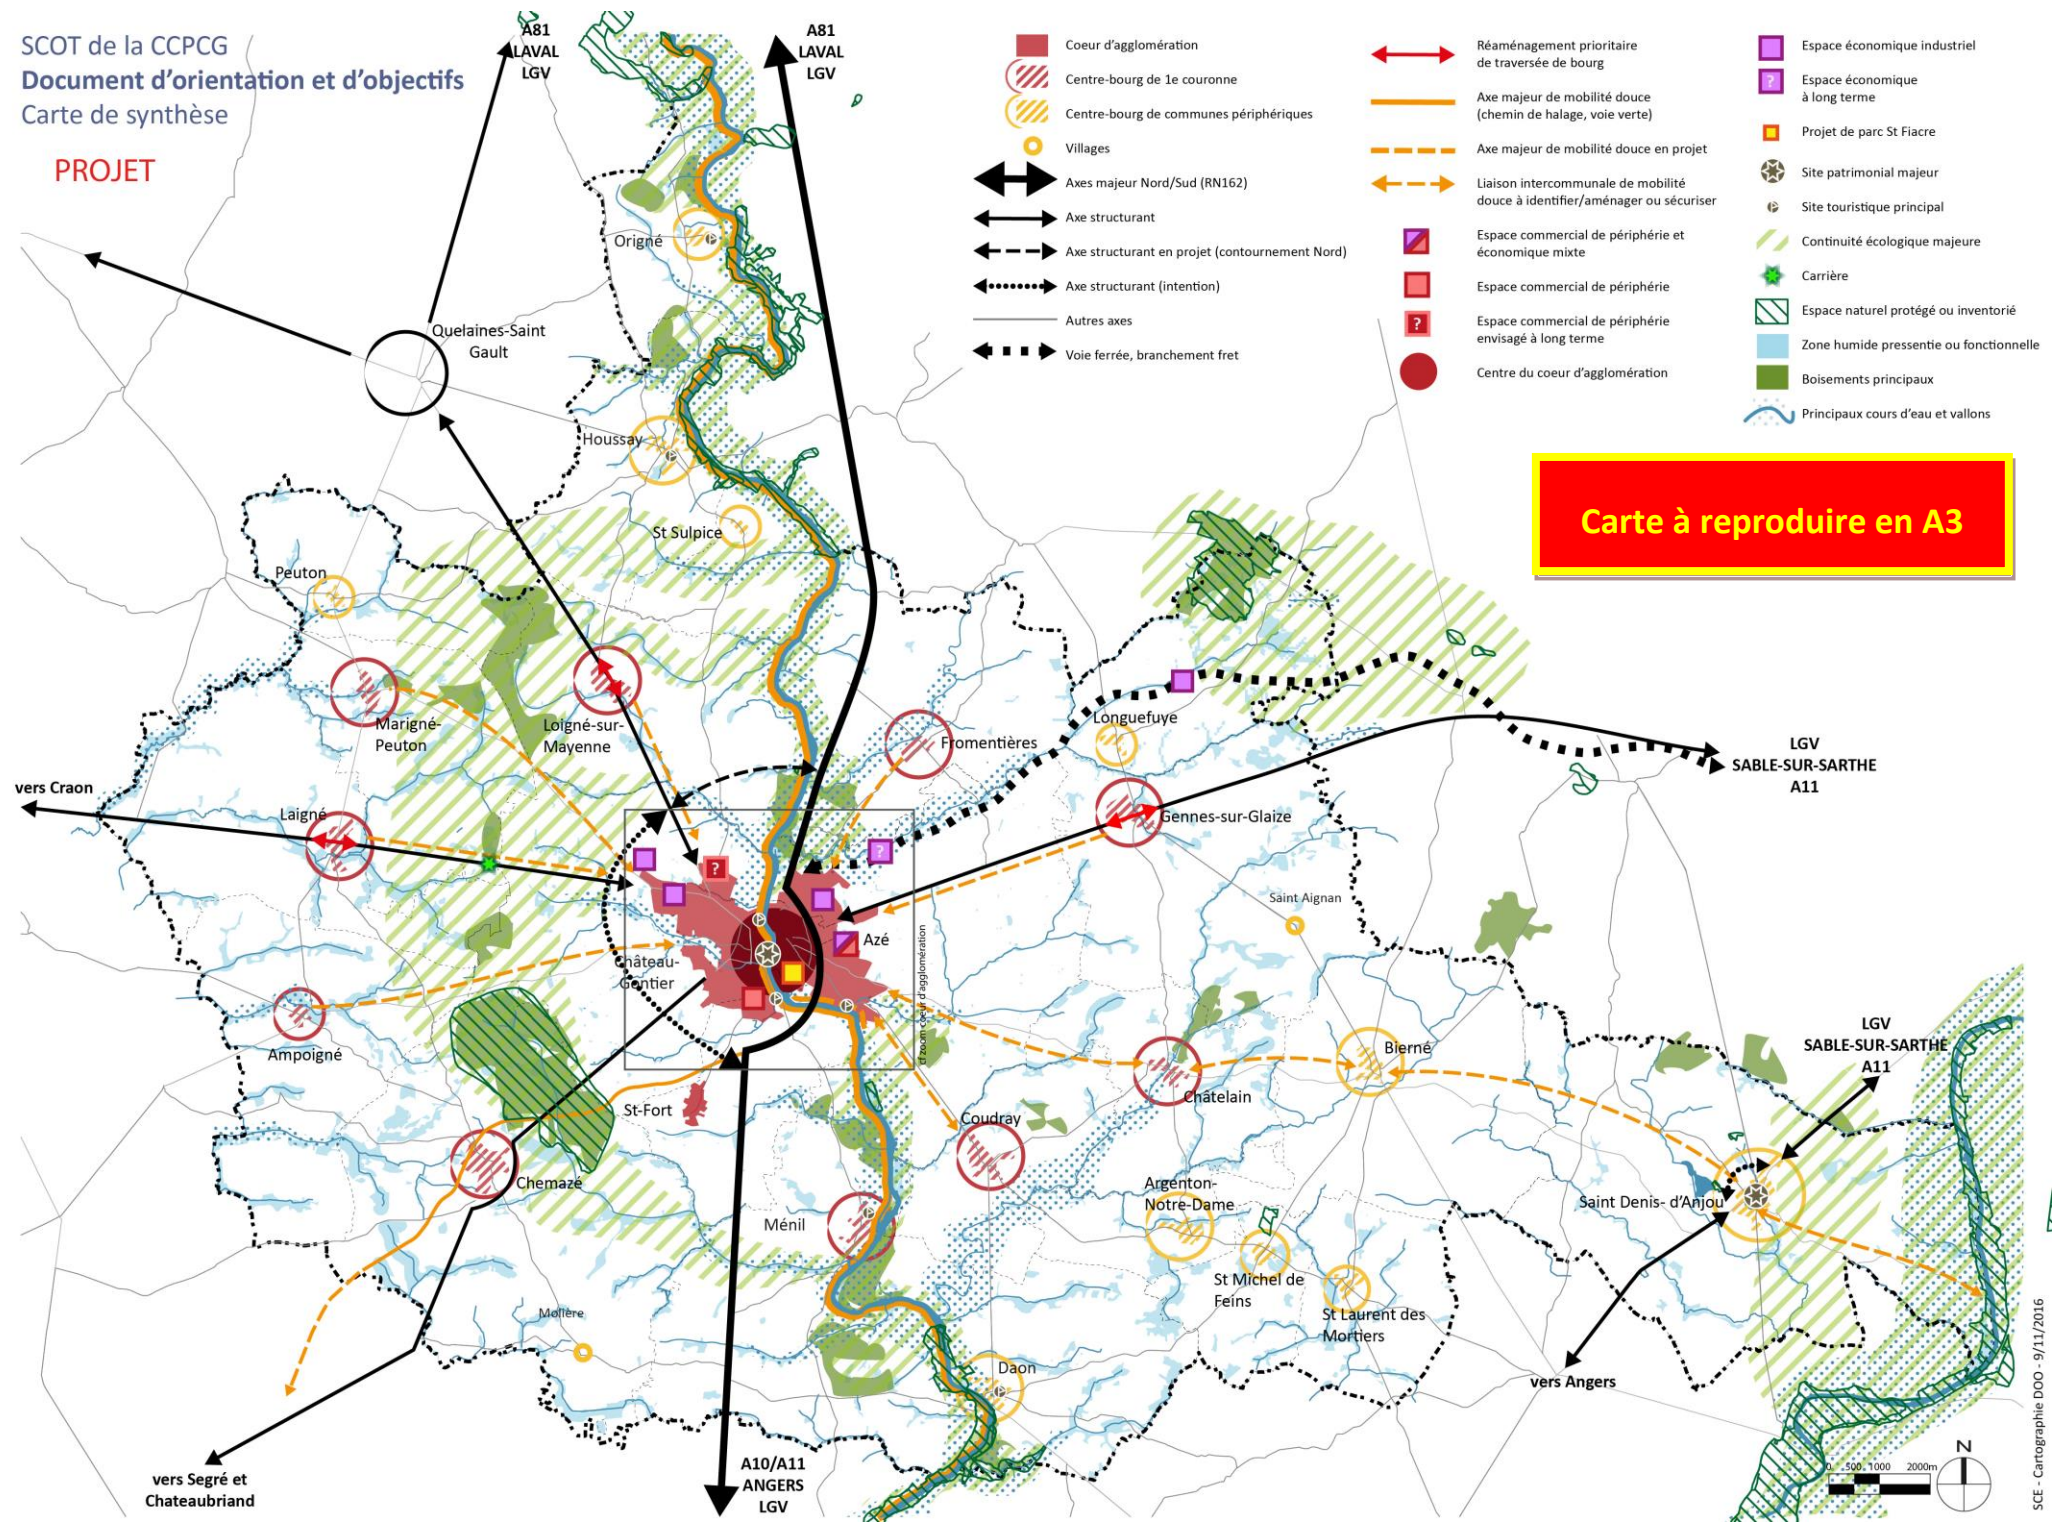 SCOT de la CCPCG
Document d'orientation et d'objectifs
Carte de synthèse
PROJET
A81
LAVAL
LGV
A81
LAVAL
LGV
Coeur d'agglomération
Centre-bourg de 1e couronne
Centre-bourg de communes périphériques
Villages
Axes majeur Nord/Sud (RN162)
Axe structurant
Axe structurant en projet (contournement Nord)
Axe structurant (intention)
Autres axes
Voie ferrée, branchement fret
Réaménagement prioritaire
de traversée de bourg
Axe majeur de mobilité douce
(chemin de halage, voie verte)
Axe majeur de mobilité douce en projet
Liaison intercommunale de mobilité
douce à identifier/aménager ou sécuriser
Espace commercial de périphérie et
économique mixte
Espace commercial de périphérie
?
Espace commercial de périphérie
envisagé à long terme
Centre du coeur d'agglomération
Espace économique industriel
?
Espace économique
à long terme
Projet de parc St Fiacre
Site patrimonial majeur
Site touristique principal
Continuité écologique majeure
Carrière
Espace naturel protégé ou inventorié
Zone humide pressentie ou fonctionnelle
Boisements principaux
Principaux cours d'eau et vallons
Carte à reproduire en A3
Origné
Quelaines-Saint
Gault
Houssay
St Sulpice
Peuton
Marigné-
Peuton
Loigné-sur-
Mayenne
Fromentières
Longuefuye
LGV
SABLE-SUR-SARTHE
A11
vers Craon
Laigné
Gennes-sur-Glaize
?
?
Saint Aignan
Azé
Château-
Gontier
cf zoom coeur d'agglomération
Ampoigné
LGV
SABLE-SUR-SARTHE
A11
Bierné
Châtelain
St-Fort
Coudray
Chemazé
Argenton-
Notre-Dame
Saint Denis- d'Anjou
Ménil
St Michel de
Feins
St Laurent des
Mortiers
Molière
Daon
vers Angers
vers Segré et
Chateaubriand
A10/A11
ANGERS
LGV
N
0 500 1000 2000m
SCE - Cartographie DOO - 9/11/2016